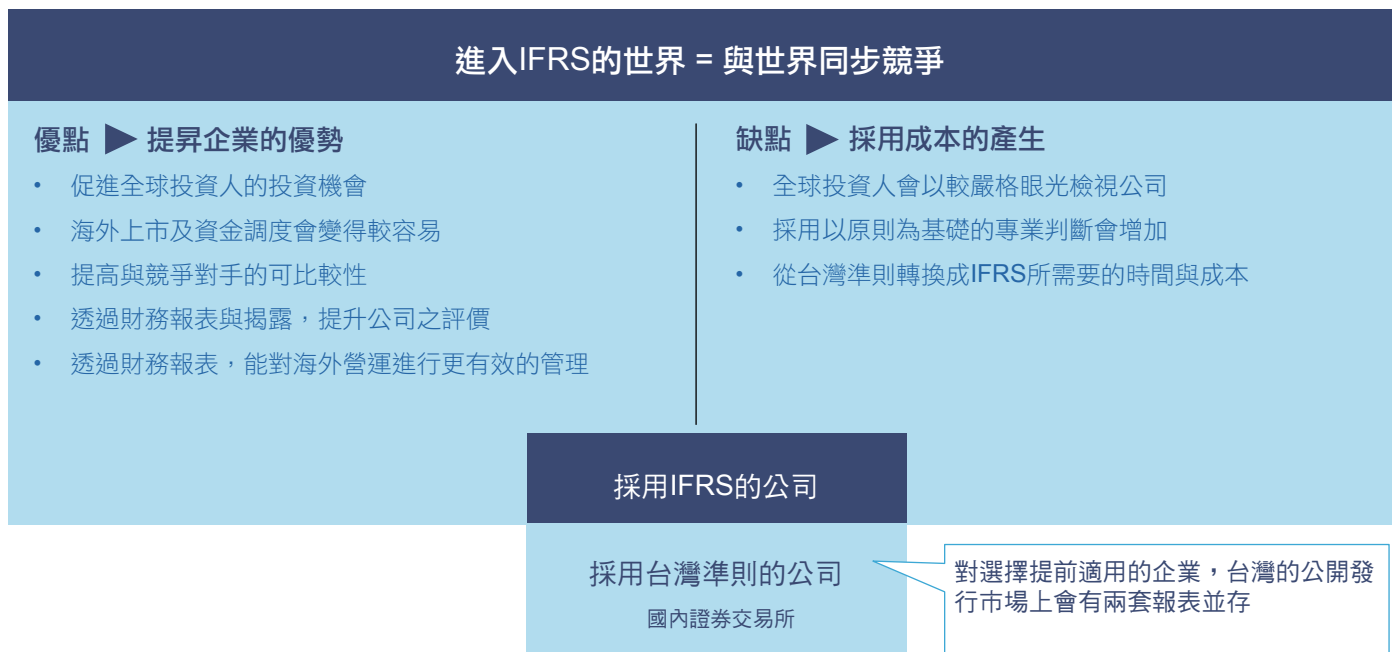 進入IFRS的世界 = 與世界同步競爭
優點 ▶ 提昇企業的優勢
• 促進全球投資人的投資機會
• 海外上市及資金調度會變得較容易
• 提高與競爭對手的可比較性
• 透過財務報表與揭露，提升公司之評價
• 透過財務報表，能對海外營運進行更有效的管理
缺點 ▶ 採用成本的產生
• 全球投資人會以較嚴格眼光檢視公司
• 採用以原則為基礎的專業判斷會增加
• 從台灣準則轉換成IFRS所需要的時間與成本
採用IFRS的公司
採用台灣準則的公司
國內證券交易所
對選擇提前適用的企業，台灣的公開發
行市場上會有兩套報表並存